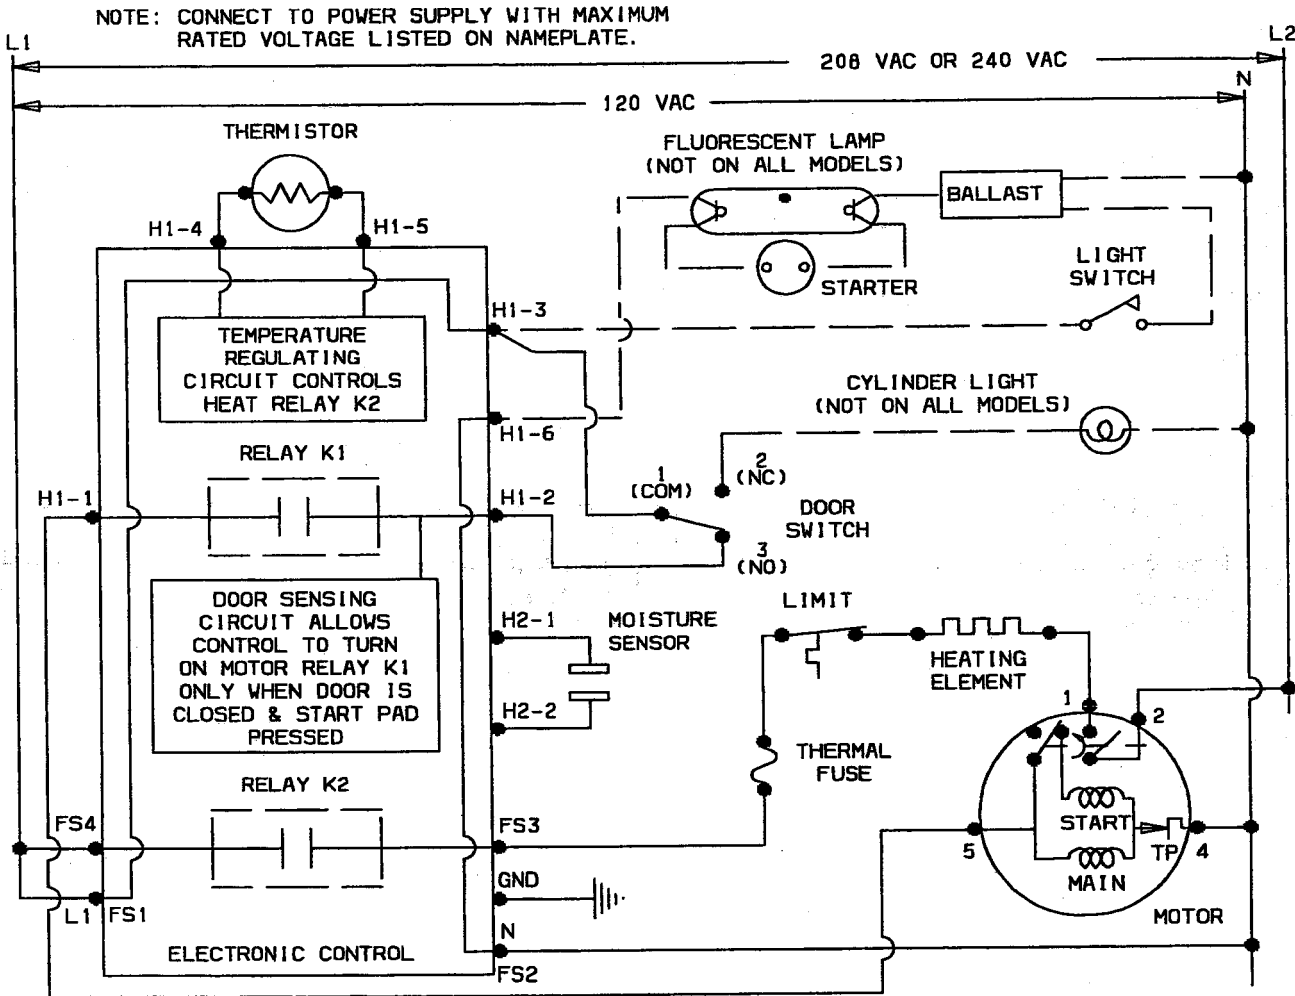 NOTE: CONNECT TO POWER SUPPLY WITH MAXIMUM
RATED VOLTAGE LISTED ON NAMEPLATE.
L1
L2
208 VAC OR 240 VAC
N
120 VAC
THERMISTOR
FLUORESCENT LAMP
(NOT ON ALL MODELS)
BALLAST
H1-4
H1-5
LIGHT
SWITCH
STARTER
H1-3
TEMPERATURE
REGULATING
CIRCUIT CONTROLS
HEAT RELAY K2
CYLINDER LIGHT
(NOT ON ALL MODELS)
H1-6
RELAY K1
1
(COM)
2
(NC)
H1-1
H1-2
DOOR
SWITCH
3
(NO)
DOOR SENSING
CIRCUIT ALLOWS
CONTROL TO TURN
ON MOTOR RELAY K1
ONLY WHEN DOOR IS
CLOSED & START PAD
PRESSED
H2-1
MOISTURE
SENSOR
H2-2
LIMIT
HEATING
ELEMENT
1
2
THERMAL
FUSE
RELAY K2
FS4
FS3
START
5
TP
4
MAIN
GND
L1
FS1
MOTOR
N
ELECTRONIC CONTROL
FS2